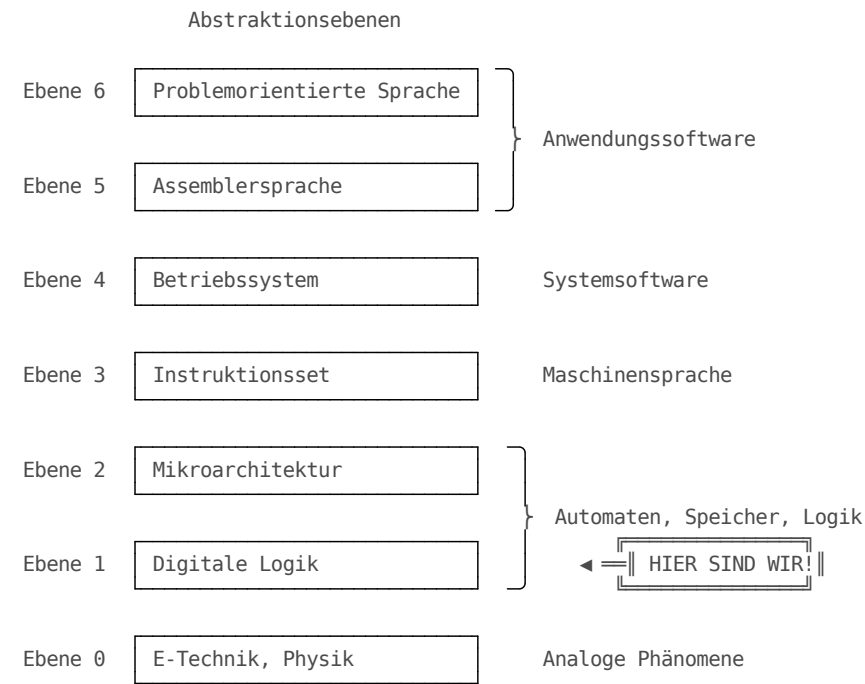 Abstraktionsebenen
Ebene 6 Problemorientierte Sprache
Anwendungssoftware
Ebene 5 Assemblersprache
Ebene 4 Betriebssystem Systemsoftware
Ebene 3 Instruktionsset Maschinensprache
Ebene 2 Mikroarchitektur
Automaten, Speicher, Logik
Ebene 1 Digitale Logik HIER SIND WIR!
Ebene 0 E-Technik, Physik Analoge Phänomene